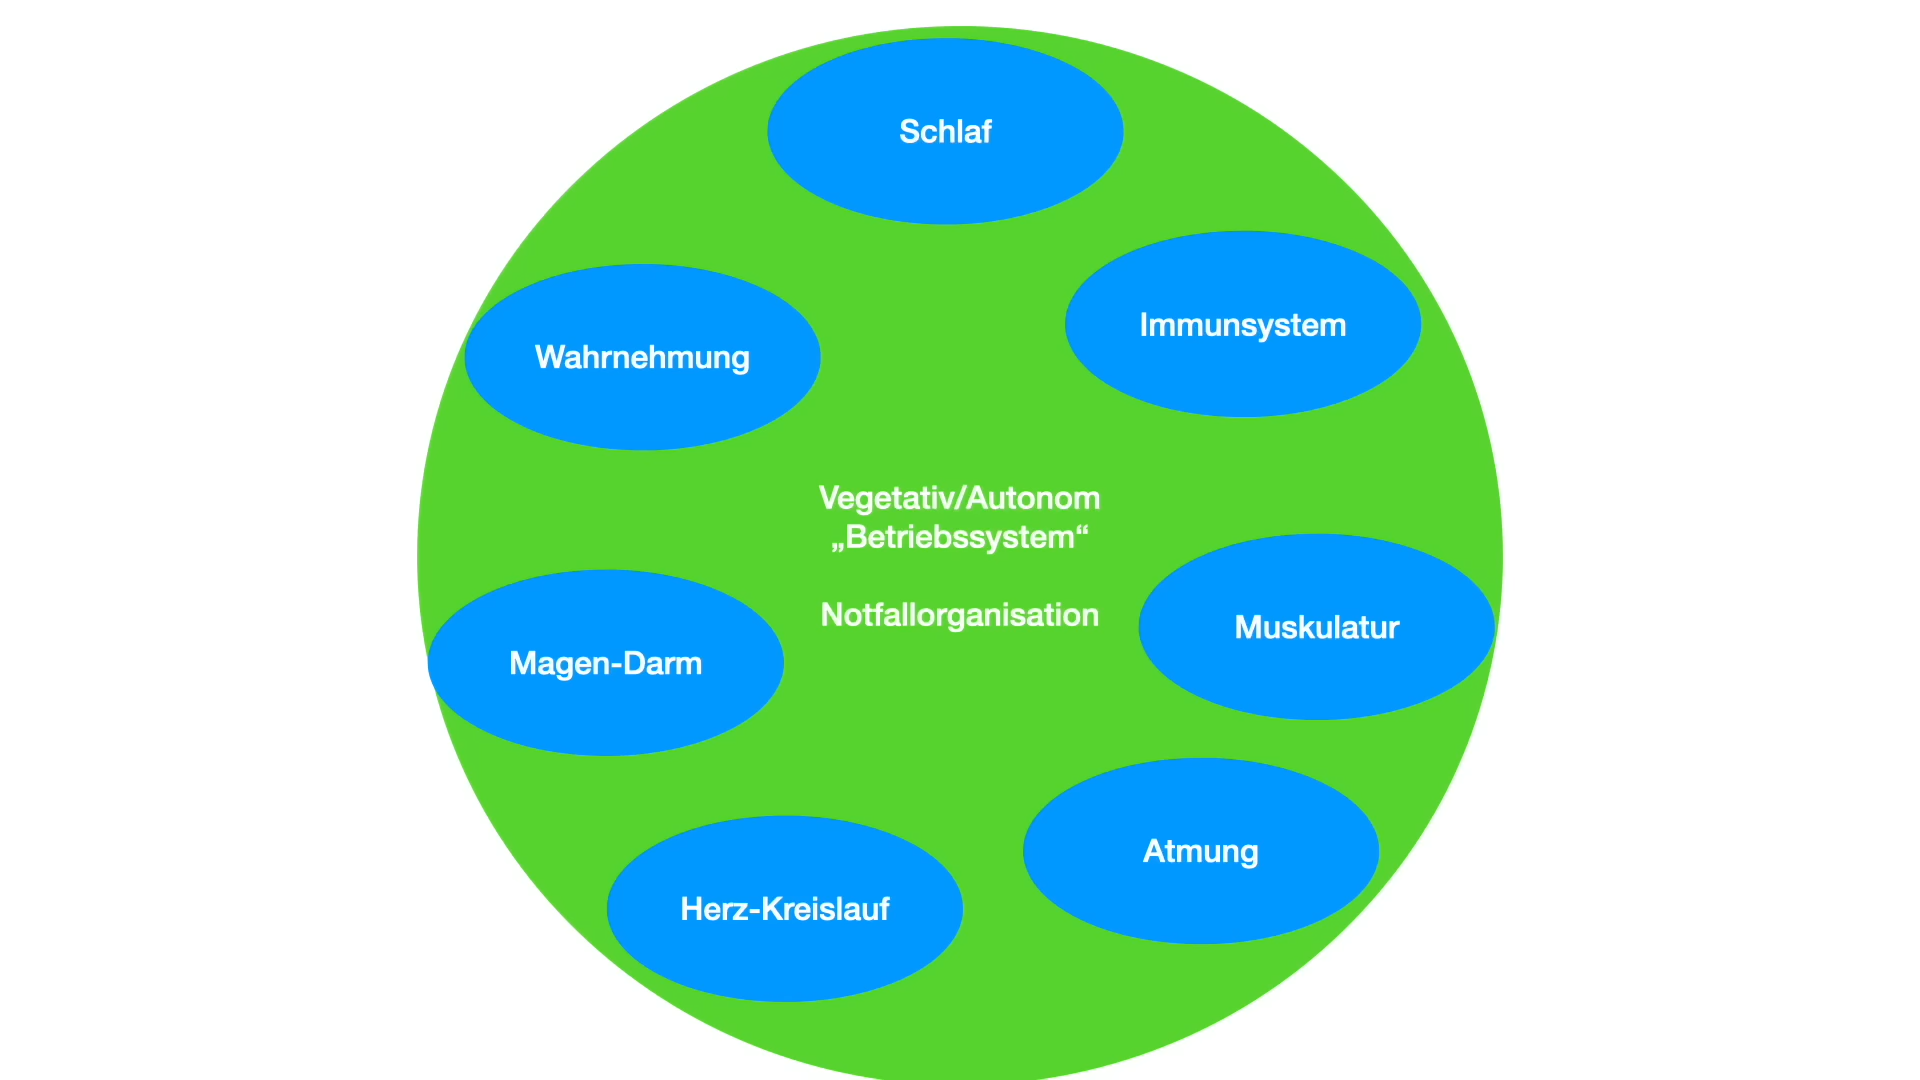 Schlaf
Immunsystem
Wahrnehmung
Vegetativ/Autonom
„Betriebssystem“
Notfallorganisation
Muskulatur
Magen-Darm
Atmung
Herz-Kreislauf